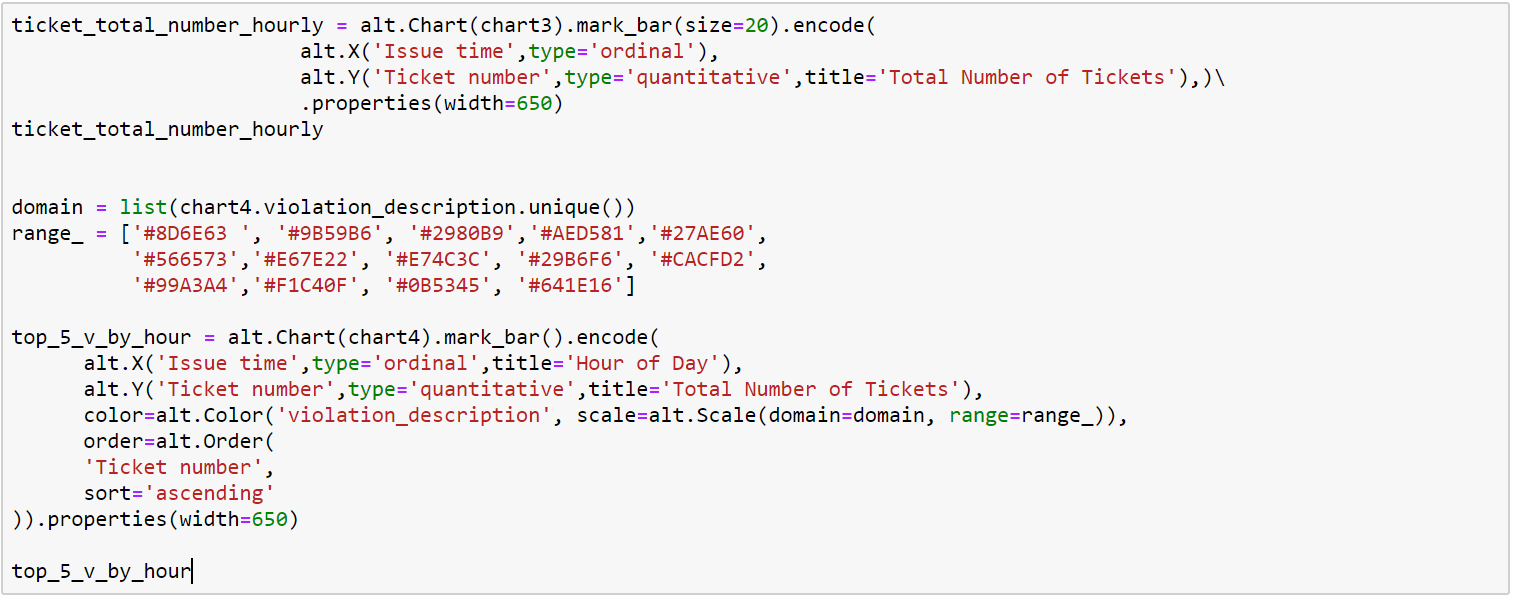 ticket_total_number_hourly = alt.Chart(chart3).mark_bar(size=20).encode(
                        alt.X('Issue time',type='ordinal'),
                        alt.Y('Ticket number',type='quantitative',title='Total Number of Tickets'),)\
                        .properties(width=650)
ticket_total_number_hourly

domain = list(chart4.violation_description.unique())
range_ = ['#8D6E63 ', '#9B59B6', '#2980B9','#AED581','#27AE60',
          '#566573','#E67E22', '#E74C3C', '#29B6F6', '#CACFD2',
          '#99A3A4','#F1C40F', '#0B5345', '#641E16']

top_5_v_by_hour = alt.Chart(chart4).mark_bar().encode(
      alt.X('Issue time',type='ordinal',title='Hour of Day'),
      alt.Y('Ticket number',type='quantitative',title='Total Number of Tickets'),
      color=alt.Color('violation_description', scale=alt.Scale(domain=domain, range=range_)),
      order=alt.Order(
      'Ticket number',
      sort='ascending'
)).properties(width=650)

top_5_v_by_hour